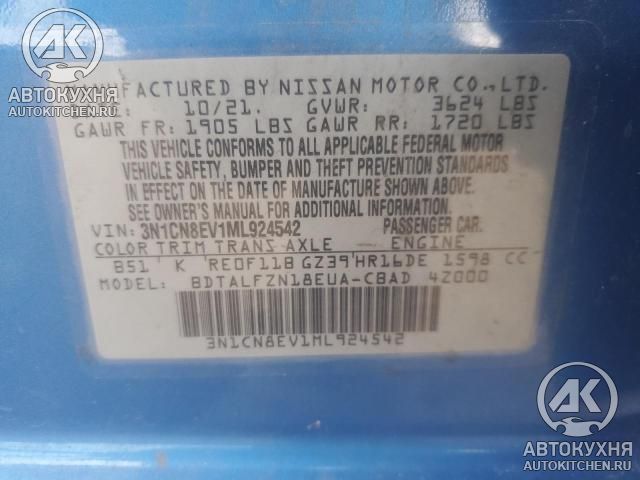 АК
АВТОКУХНЯ
AUTOKITCHEN.RU
MANUFACTURED BY NISSAN MOTOR CO., LTD.
10/21. GVWR: 3624 LBS
GAWR FR: 1905 LBS GAWR RR: 1720 LBS
THIS VEHICLE CONFORMS TO ALL APPLICABLE FEDERAL MOTOR
VEHICLE SAFETY, BUMPER AND THEFT PREVENTION STANDARDS
IN EFFECT ON THE DATE OF MANUFACTURE SHOWN ABOVE.
SEE OWNER'S MANUAL FOR ADDITIONAL INFORMATION.
VIN: 3N1CN8EV1ML924542 PASSENGER CAR.
COLOR TRIM TRANS AXLE ENGINE
B51 K RE0F11B GZ39 HR16DE 1598 CC
BDTALFZN18EUA-CBAD 4Z000
3N1CN8EV1ML924542
АК
АВТОКУХНЯ
AUTOKITCHEN.RU